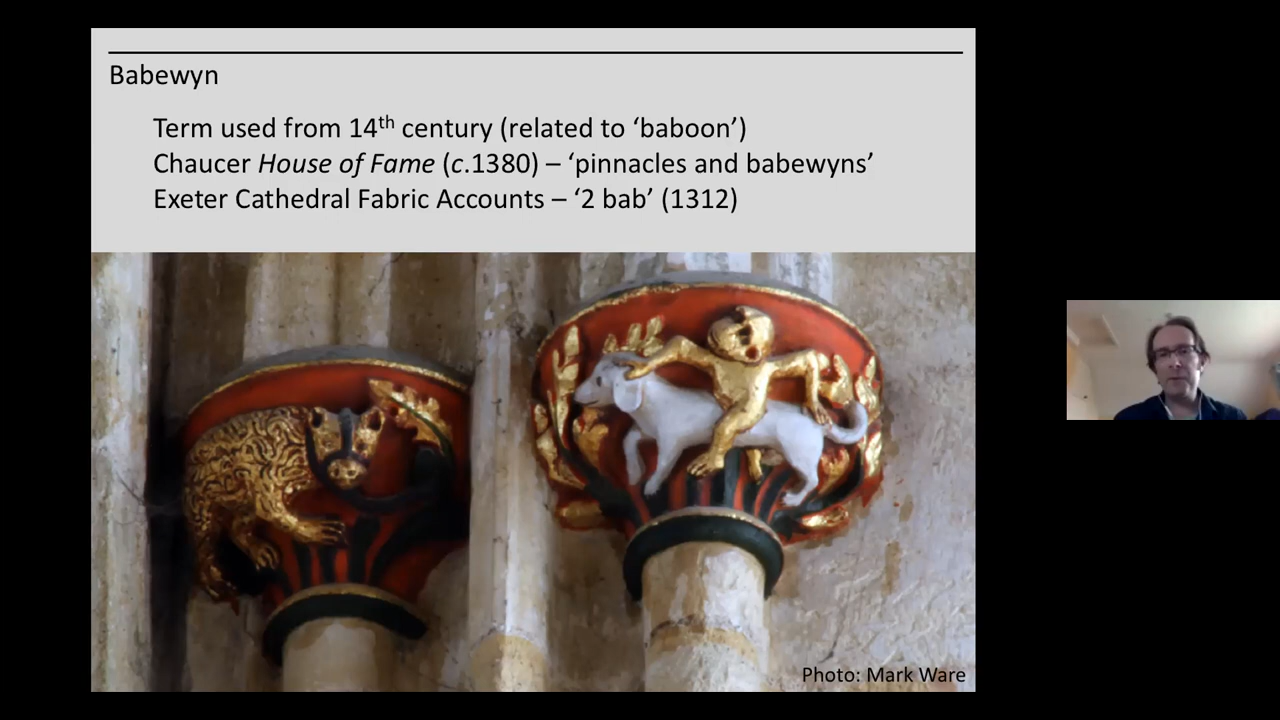 Babewyn
Term used from 14th century (related to ‘baboon’)
Chaucer House of Fame (c.1380) – ‘pinnacles and babewyns’
Exeter Cathedral Fabric Accounts – ‘2 bab’ (1312)
Photo: Mark Ware